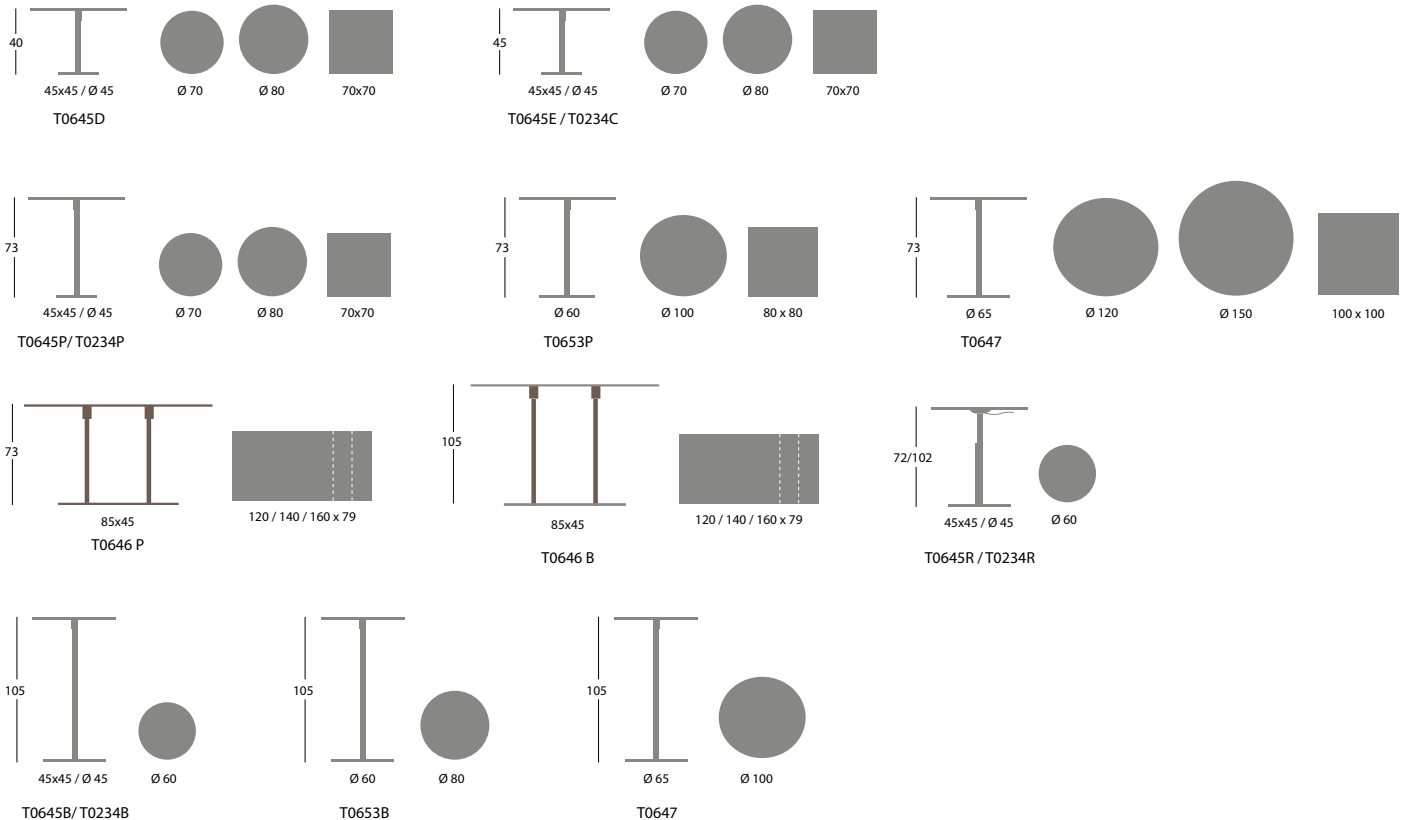 40
45x45 / Ø 45
Ø 70
Ø 80
70x70
T0645D
45
45x45 / Ø 45
Ø 70
Ø 80
70x70
T0645E / T0234C
73
45x45 / Ø 45
Ø 70
Ø 80
70x70
T0645P/ T0234P
73
Ø 60
Ø 100
80 x 80
T0653P
73
Ø 65
Ø 120
Ø 150
100 x 100
T0647
73
85x45
120 / 140 / 160 x 79
T0646 P
105
85x45
120 / 140 / 160 x 79
T0646 B
72/102
45x45 / Ø 45
Ø 60
T0645R / T0234R
105
45x45 / Ø 45
Ø 60
T0645B/ T0234B
105
Ø 60
Ø 80
T0653B
105
Ø 65
Ø 100
T0647